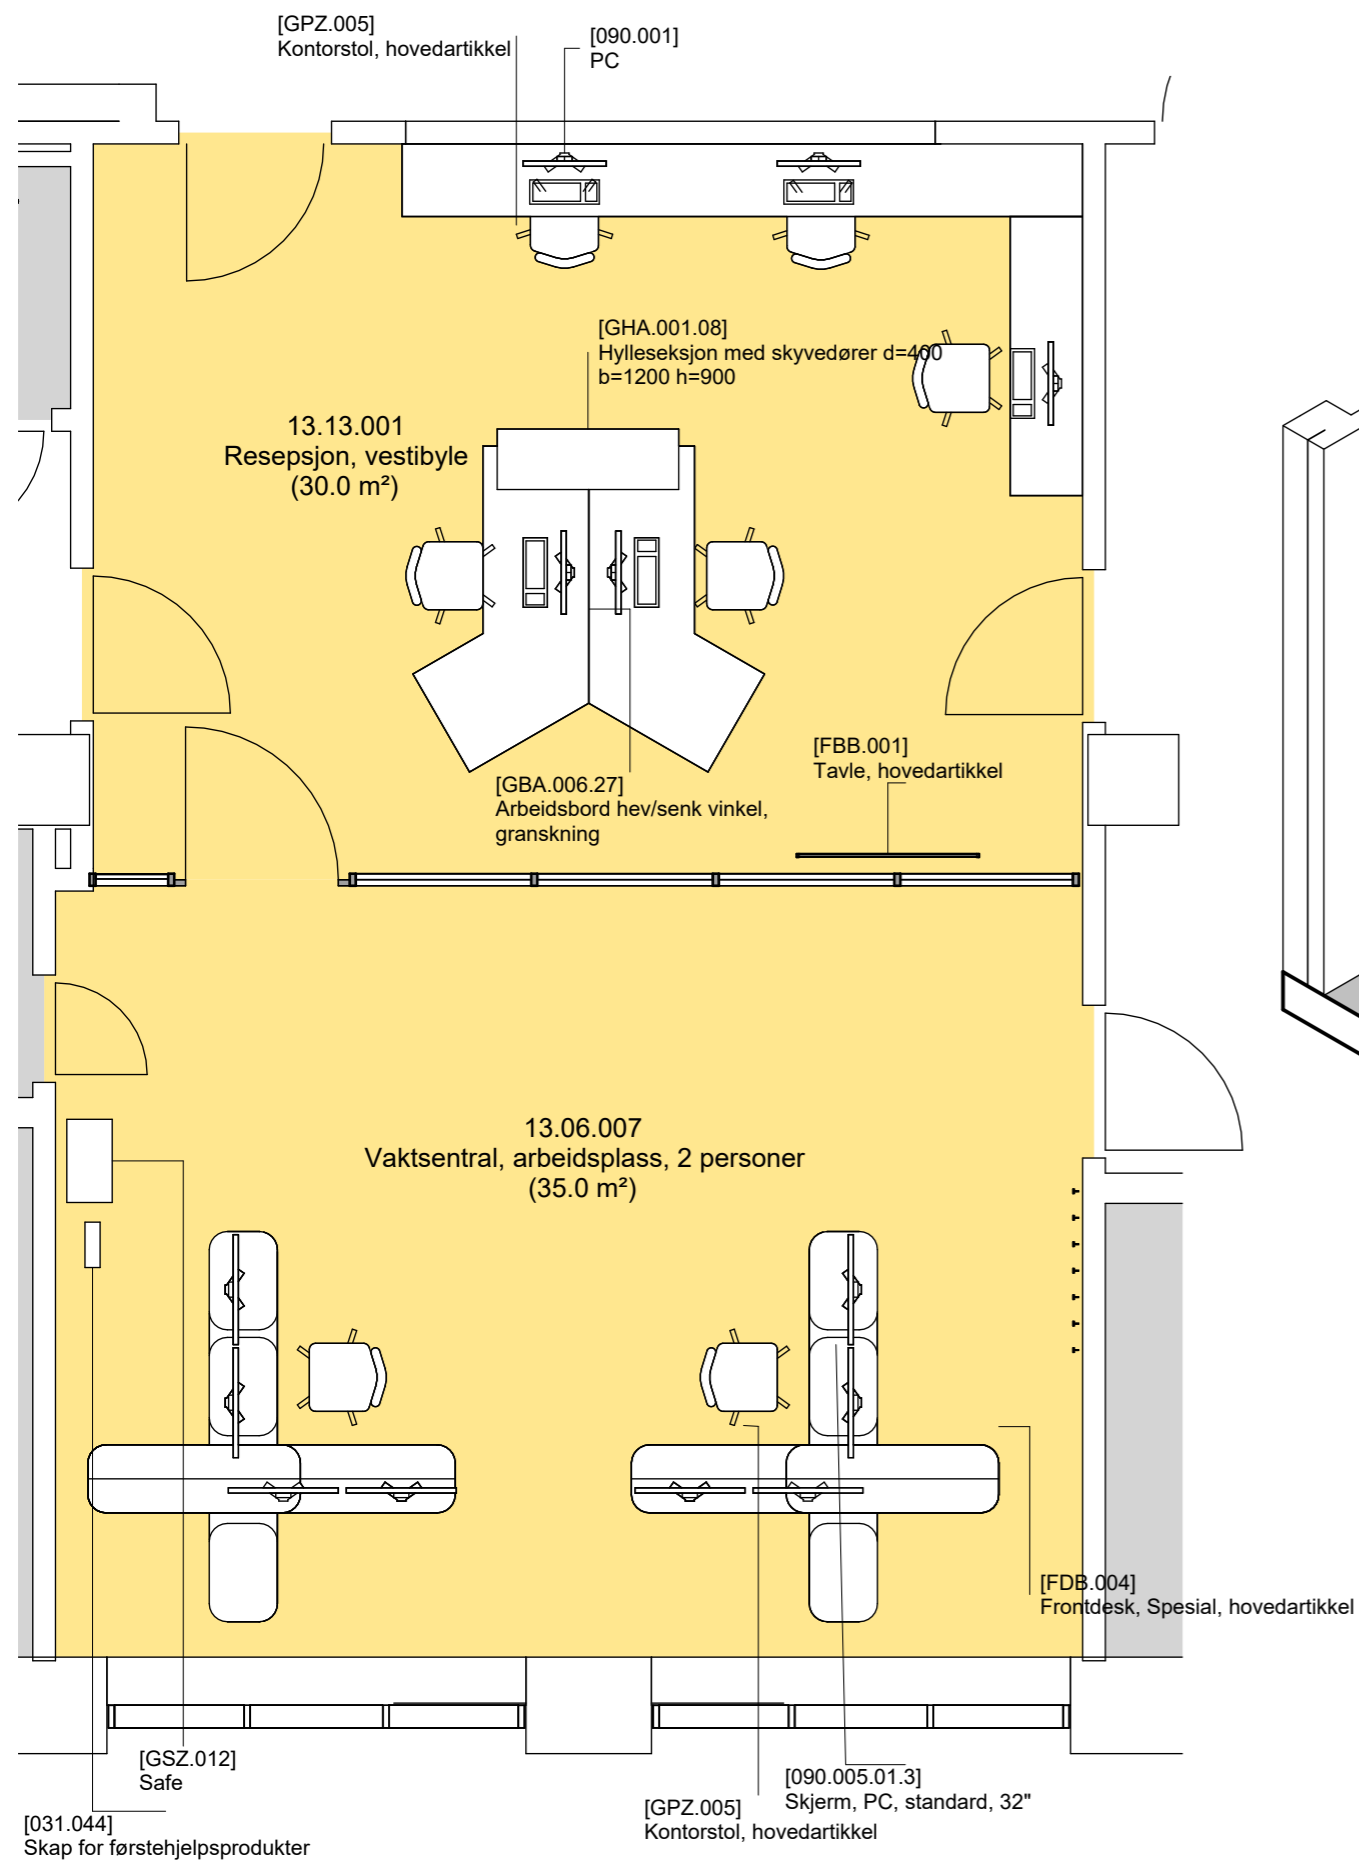 [GPZ.005]
Kontorstol, hovedartikkel
[090.001]
PC
[GHA.001.08]
Hylleseksjon med skyvedører d=400
b=1200 h=900
13.13.001
Resepsjon, vestibyle
(30.0 m²)
[FBB.001]
Tavle, hovedartikkel
[GBA.006.27]
Arbeidsbord hev/senk vinkel,
granskning
13.06.007
Vaktsentral, arbeidsplass, 2 personer
(35.0 m²)
[FDB.004]
Frontdesk, Spesial, hovedartikkel
[GSZ.012]
Safe
[090.005.01.3]
Skjerm, PC, standard, 32"
[GPZ.005]
Kontorstol, hovedartikkel
[031.044]
Skap for førstehjelpsprodukter